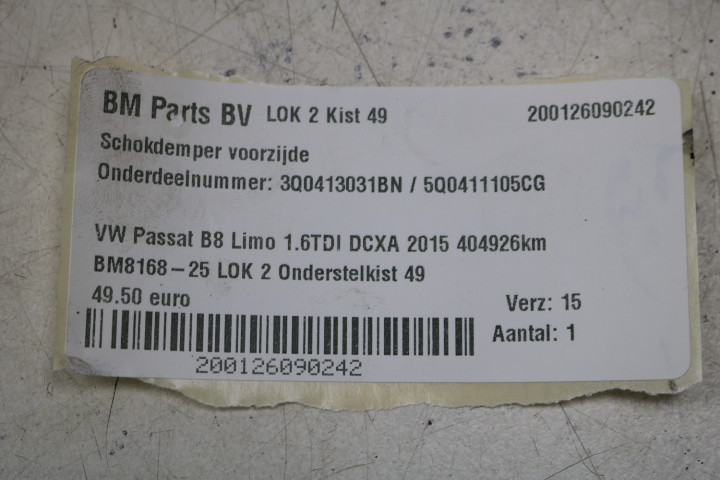 BM Parts BV LOK 2 Kist 49 200126090242
Schokdemper voorzijde
Onderdeelnummer: 3Q0413031BN / 5Q0411105CG
VW Passat B8 Limo 1.6TDI DCXA 2015 404926km
BM8168-25 LOK 2 Onderstelkist 49
49.50 euro Verz: 15
Aantal: 1
200126090242